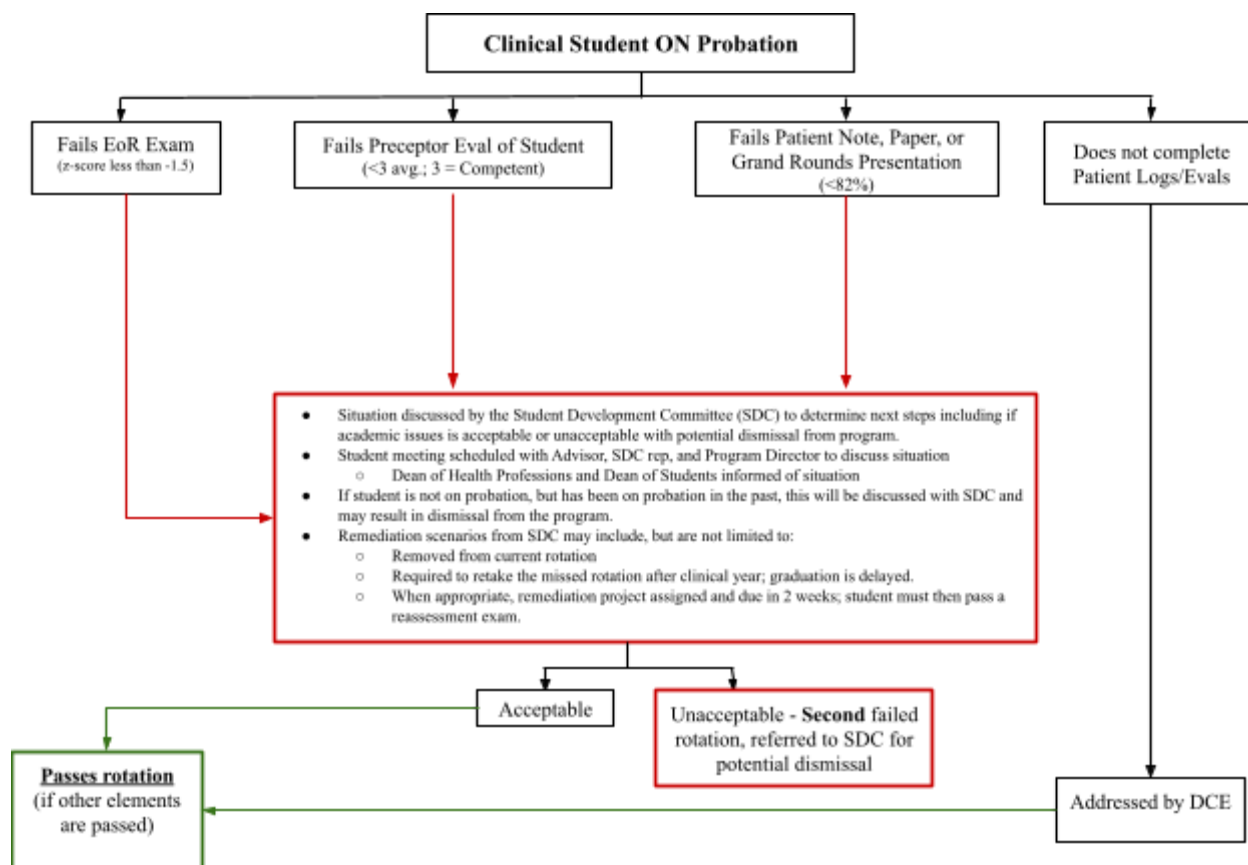 Clinical Student ON Probation
Fails EoR Exam
(z-score less than -1.5)
Fails Preceptor Eval of Student
(<3 avg.; 3 = Competent)
Fails Patient Note, Paper, or
Grand Rounds Presentation
(<82%)
Does not complete
Patient Logs/Evals
● Situation discussed by the Student Development Committee (SDC) to determine next steps including if
academic issues is acceptable or unacceptable with potential dismissal from program.
● Student meeting scheduled with Advisor, SDC rep, and Program Director to discuss situation
○ Dean of Health Professions and Dean of Students informed of situation
● If student is not on probation, but has been on probation in the past, this will be discussed with SDC and
may result in dismissal from the program.
● Remediation scenarios from SDC may include, but are not limited to:
○ Removed from current rotation
○ Required to retake the missed rotation after clinical year; graduation is delayed.
○ When appropriate, remediation project assigned and due in 2 weeks; student must then pass a
reassessment exam.
Acceptable
Unacceptable - Second failed
rotation, referred to SDC for
potential dismissal
Passes rotation
(if other elements
are passed)
Addressed by DCE